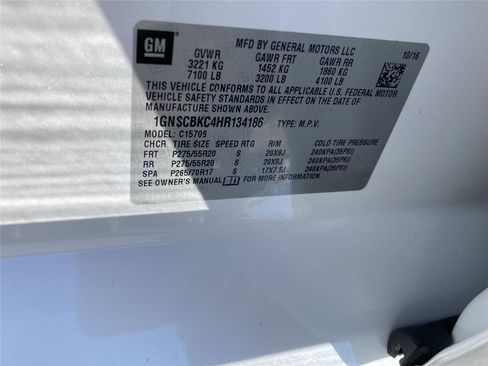 GM
MFD BY GENERAL MOTORS LLC
10/16
GVWR GAWR FRT GAWR RR
3221 KG 1452 KG 1860 KG
7100 LB 3200 LB 4100 LB
THIS VEHICLE CONFORMS TO ALL APPLICABLE U.S. FEDERAL MOTOR
VEHICLE SAFETY STANDARDS IN EFFECT ON THE DATE OF
MANUFACTURE SHOWN ABOVE.
1GNSCBKC4HR134186 TYPE: M.P.V.
MODEL: C15706
CHCR TIRE SIZE SPEED RTG RIM COLD TIRE PRESSURE
FRT P275/55R20 S 20X9J 240KPA(35PSI)
RR P275/55R20 S 20X9J 240KPA(35PSI)
SPA P265/70R17 S 17X7.5J 240KPA(35PSI)
SEE OWNER'S MANUAL FOR MORE INFORMATION.